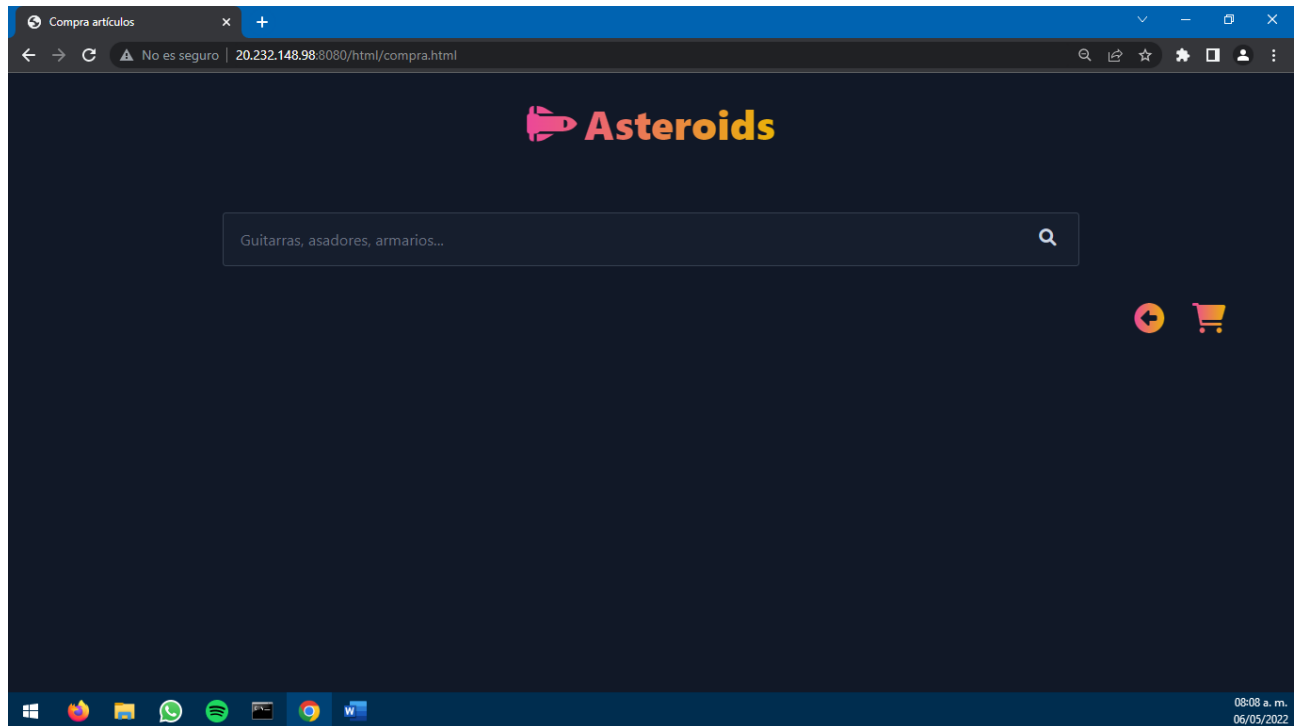 Compra artículos
No es seguro | 20.232.148.98:8080/html/compra.html
Asteroids
Guitarras, asadores, armarios...
08:08 a. m.
06/05/2022